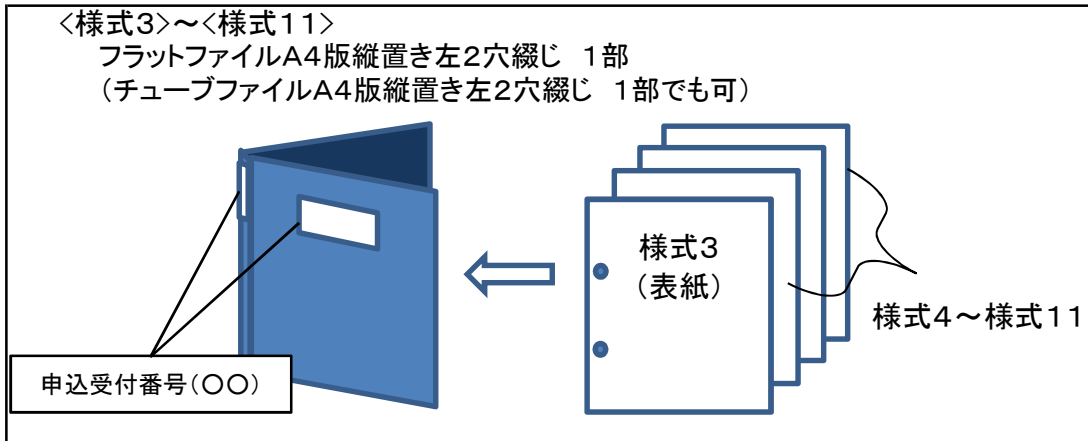 <様式3>~<様式11>
フラットファイルA4版縦置き左2穴綴じ 1部
(チューブファイルA4版縦置き左2穴綴じ 1部でも可)
様式3
(表紙)
様式4~様式11
申込受付番号(○○)